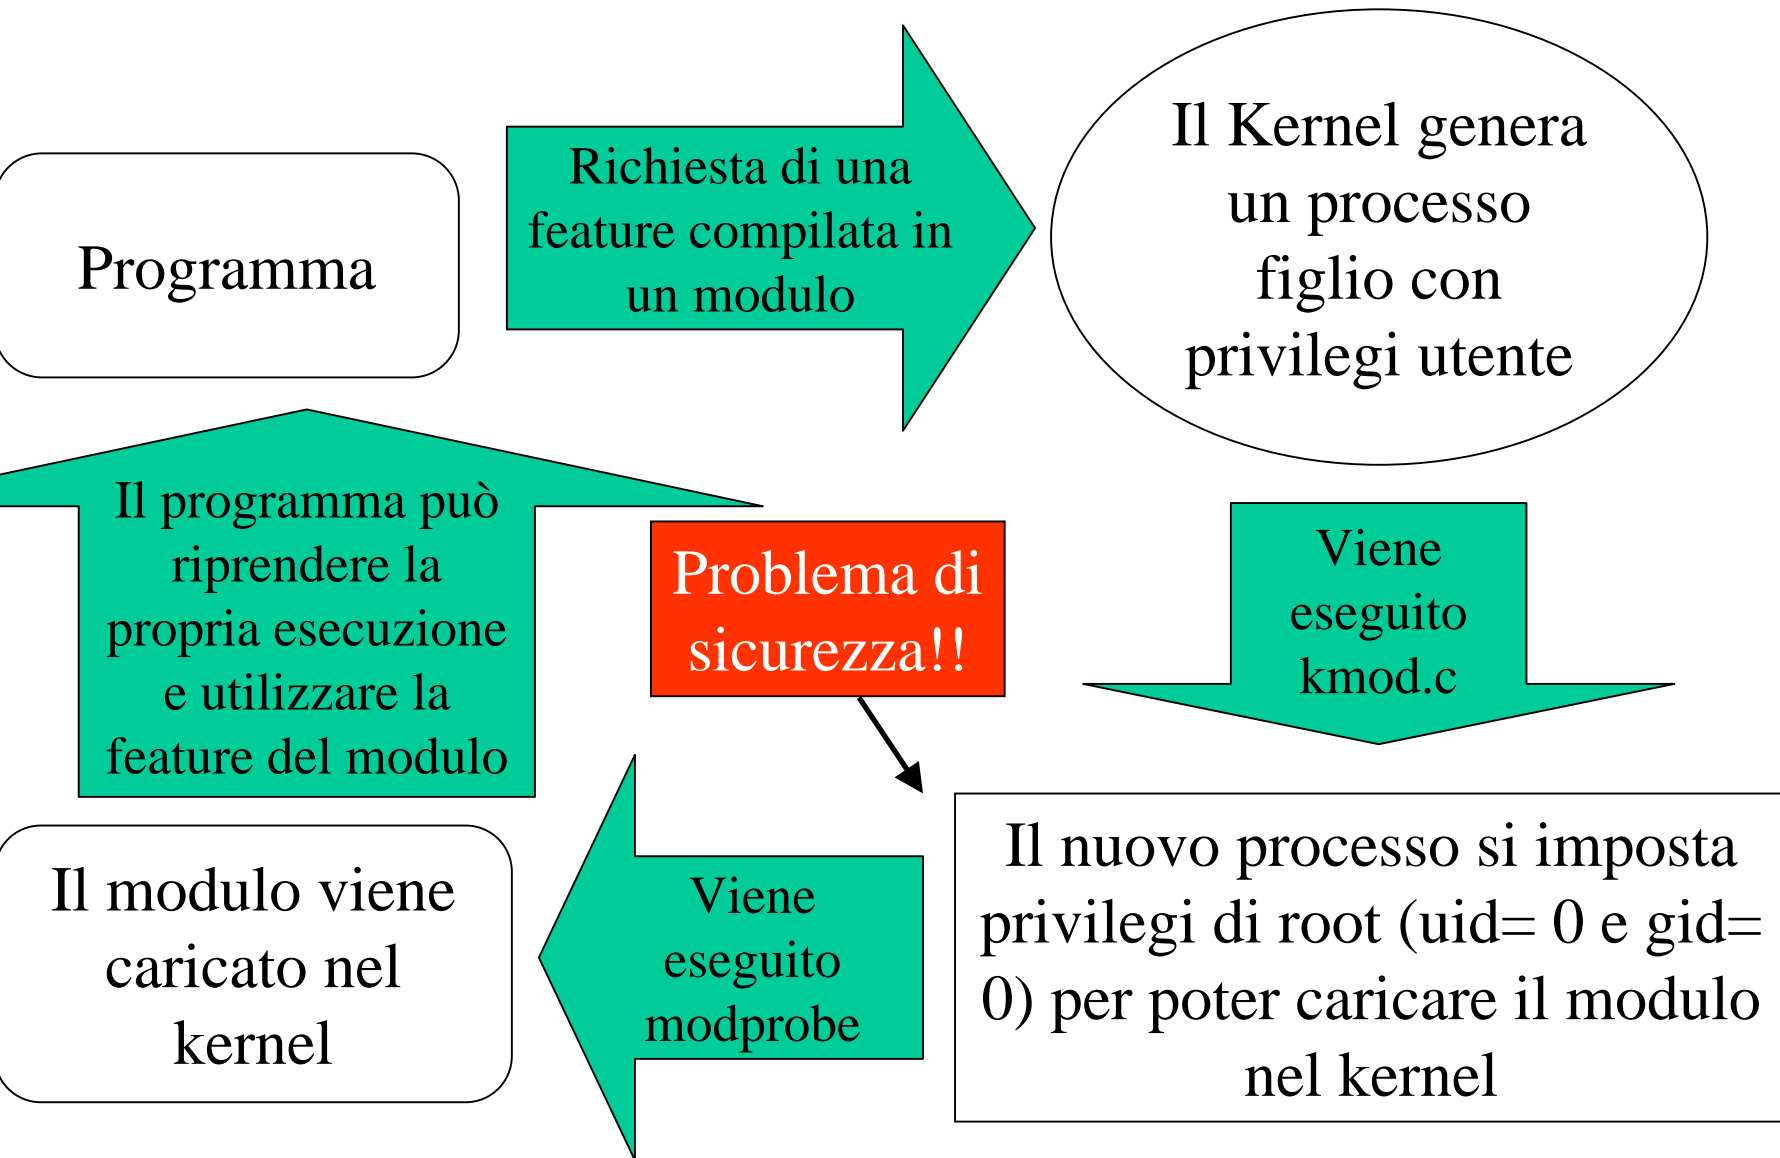 Programma
Richiesta di una
feature compilata in
un modulo
Il Kernel genera
un processo
figlio con
privilegi utente
Viene
eseguito
kmod.c
Problema di
sicurezza!!
Il nuovo processo si imposta
privilegi di root (uid= 0 e gid=
0) per poter caricare il modulo
nel kernel
Viene
eseguito
modprobe
Il modulo viene
caricato nel
kernel
Il programma può
riprendere la
propria esecuzione
e utilizzare la
feature del modulo